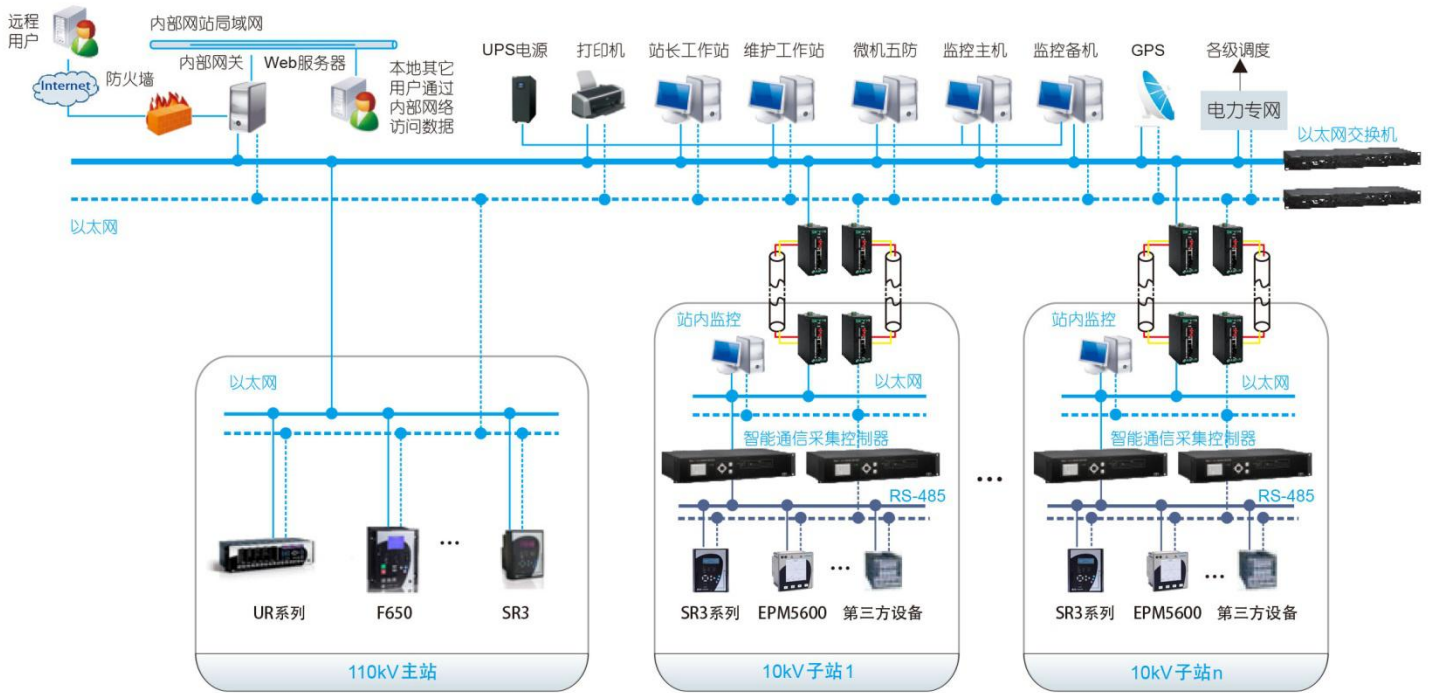 远程
用户
内部网站局域网
Internet
防火墙
内部网关
Web服务器
本地其它
用户通过
内部网络
访问数据
UPS电源
打印机
站长工作站
维护工作站
微机五防
监控主机
监控备机
GPS
各级调度
电力专网
以太网交换机
以太网
以太网
UR系列
F650
...
SR3
110kV主站
站内监控
以太网
智能通信采集控制器
RS-485
...
SR3系列
EPM5600
第三方设备
10kV子站1
...
站内监控
以太网
智能通信采集控制器
RS-485
...
SR3系列
EPM5600
第三方设备
10kV子站n